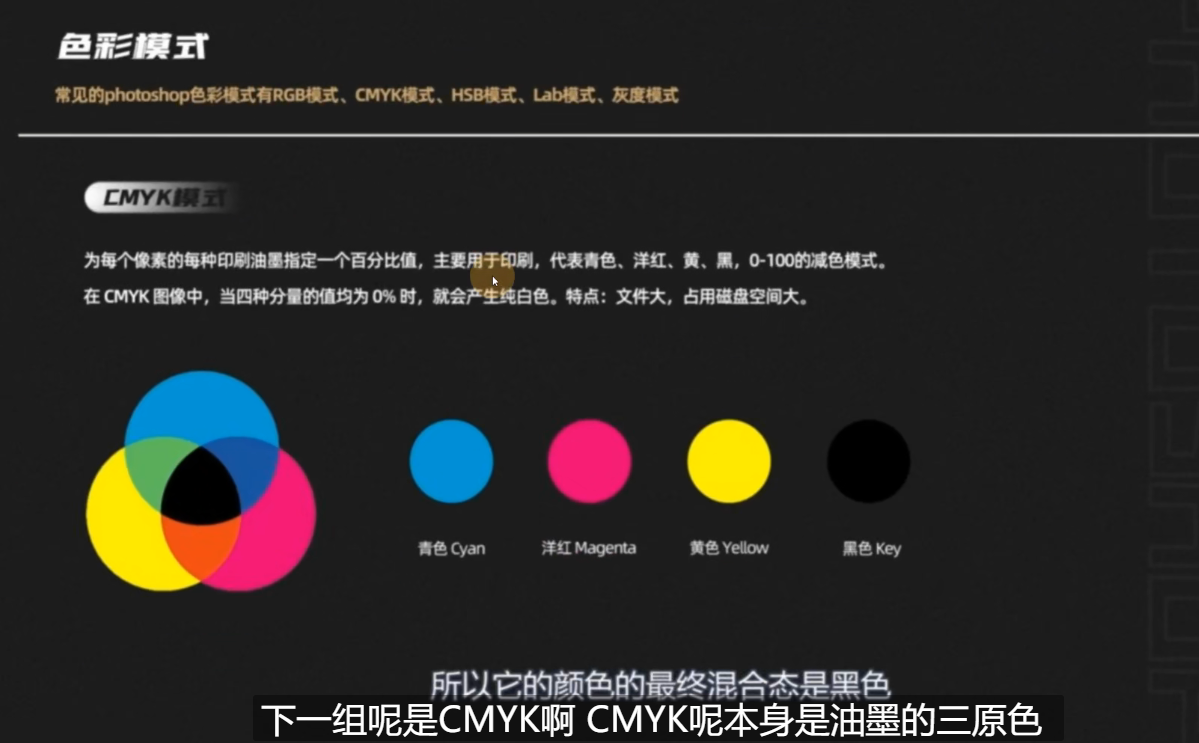 色彩模式
常见的photoshop色彩模式有RGB模式、CMYK模式、HSB模式、Lab模式、灰度模式
CMYK模式
为每个像素的每种印刷油墨指定一个百分比值，主要用于印刷，代表青色、洋红、黄、黑，0-100的减色模式。
在 CMYK 图像中，当四种分量的值均为 0% 时，就会产生纯白色。特点：文件大，占用磁盘空间大。
青色 Cyan
洋红 Magenta
黄色 Yellow
黑色 Key
所以它的颜色的最终混合态是黑色
下一组呢是CMYK啊 CMYK呢本身是油墨的三原色